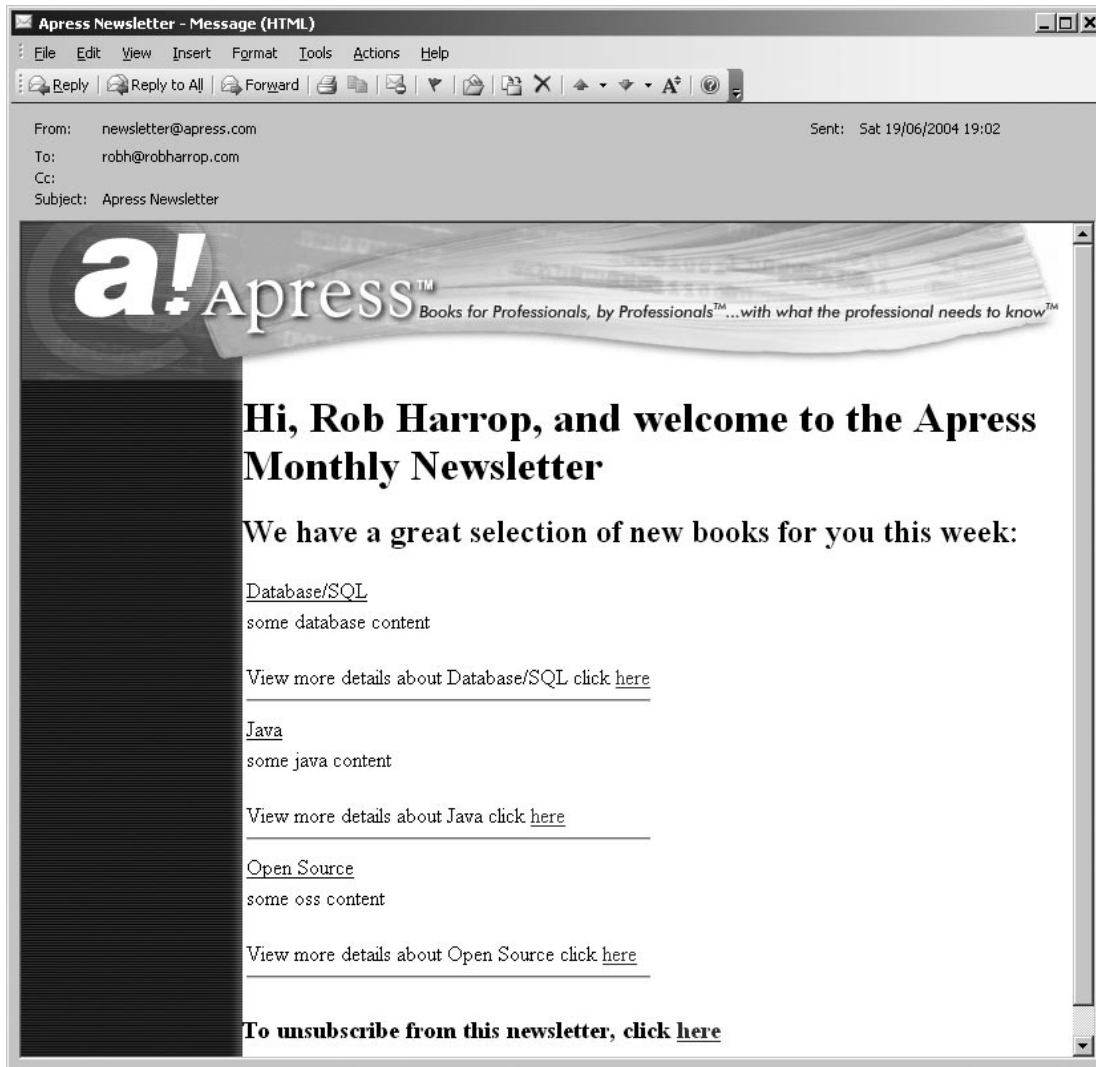 Apress Newsletter - Message (HTML)
File Edit View Insert Format Tools Actions Help
Reply Reply to All Forward
From: newsletter@apress.com Sent: Sat 19/06/2004 19:02
To: robh@robharrop.com
Cc:
Subject: Apress Newsletter
a! Apress™ Books for Professionals, by Professionals™...with what the professional needs to know™
Hi, Rob Harrop, and welcome to the Apress
Monthly Newsletter
We have a great selection of new books for you this week:
Database/SQL
some database content
View more details about Database/SQL click here
Java
some java content
View more details about Java click here
Open Source
some oss content
View more details about Open Source click here
To unsubscribe from this newsletter, click here